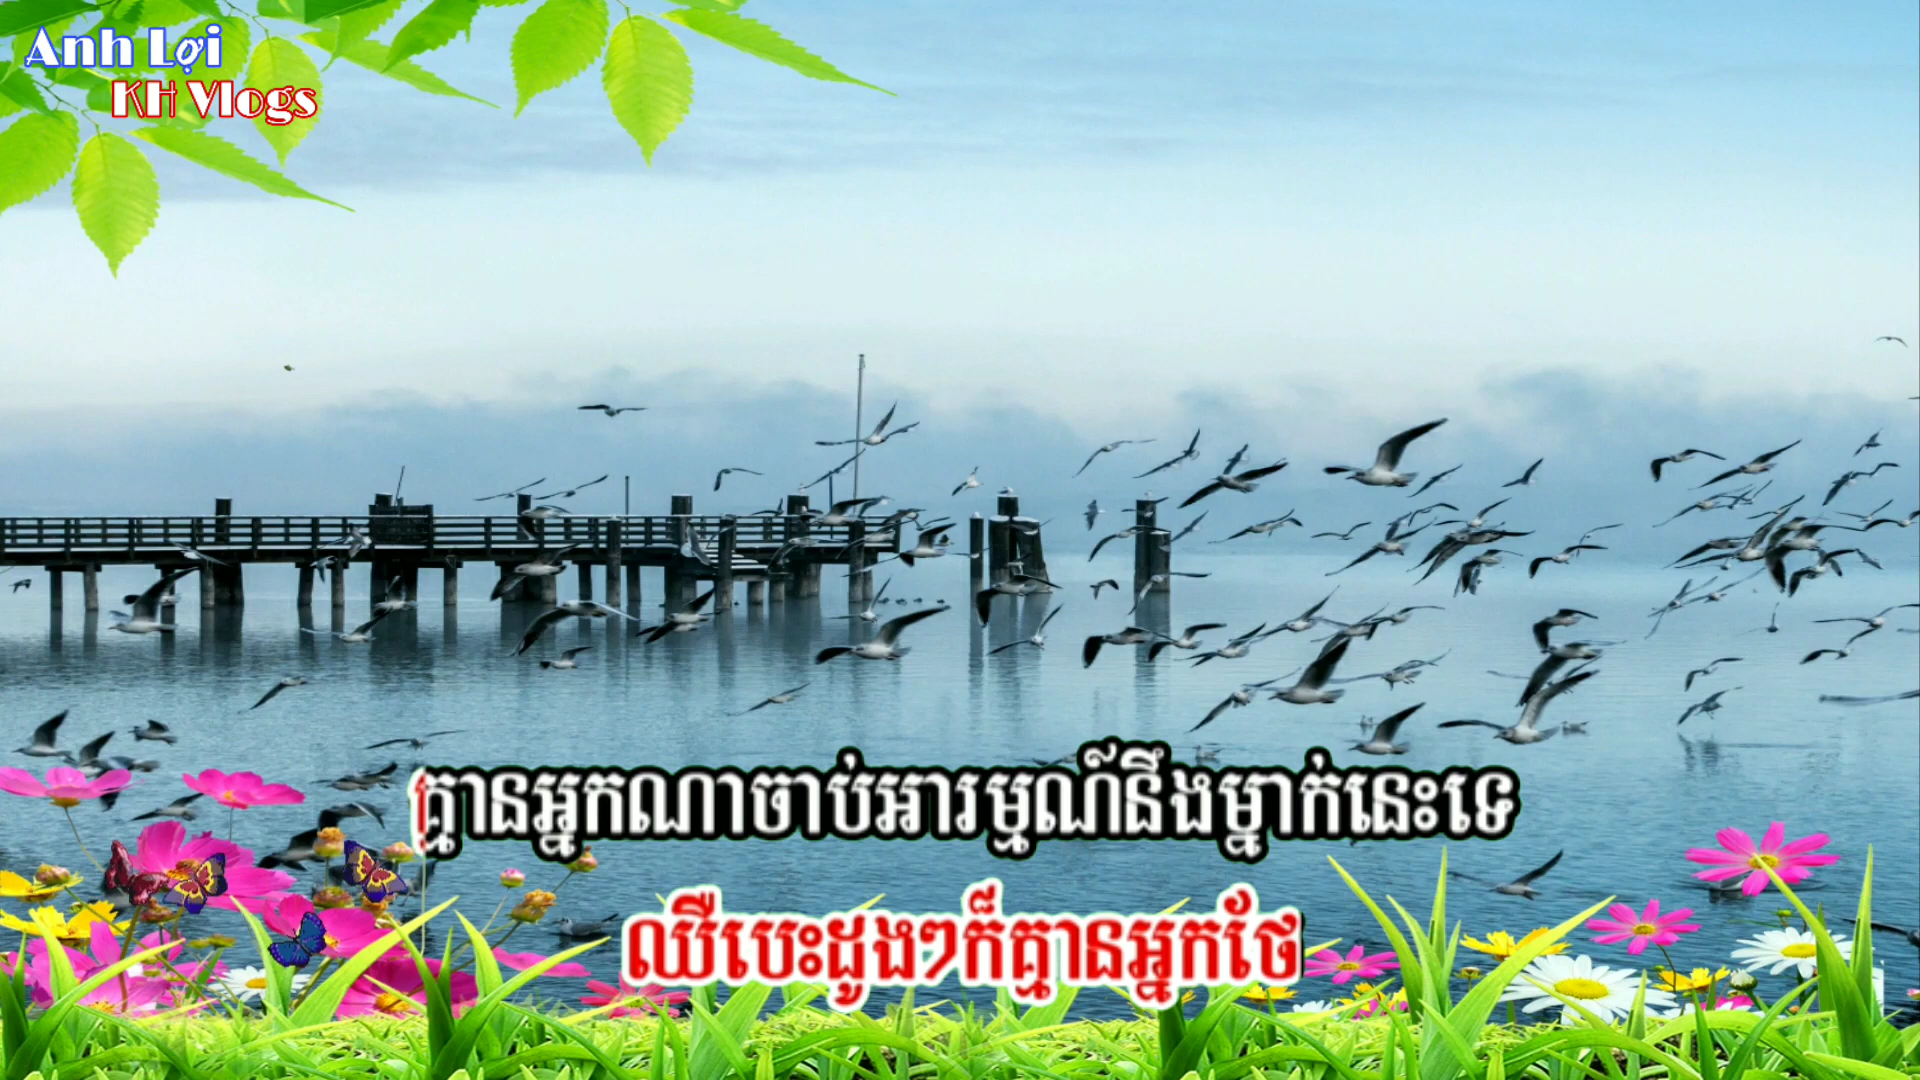 Anh Lợi
KH Vlogs
គ្មានអ្នកណាចាប់អារម្មណ៍នឹងម្នាក់នេះទេ
ឈឺបេះដូងៗក៏គ្មានអ្នកថែ